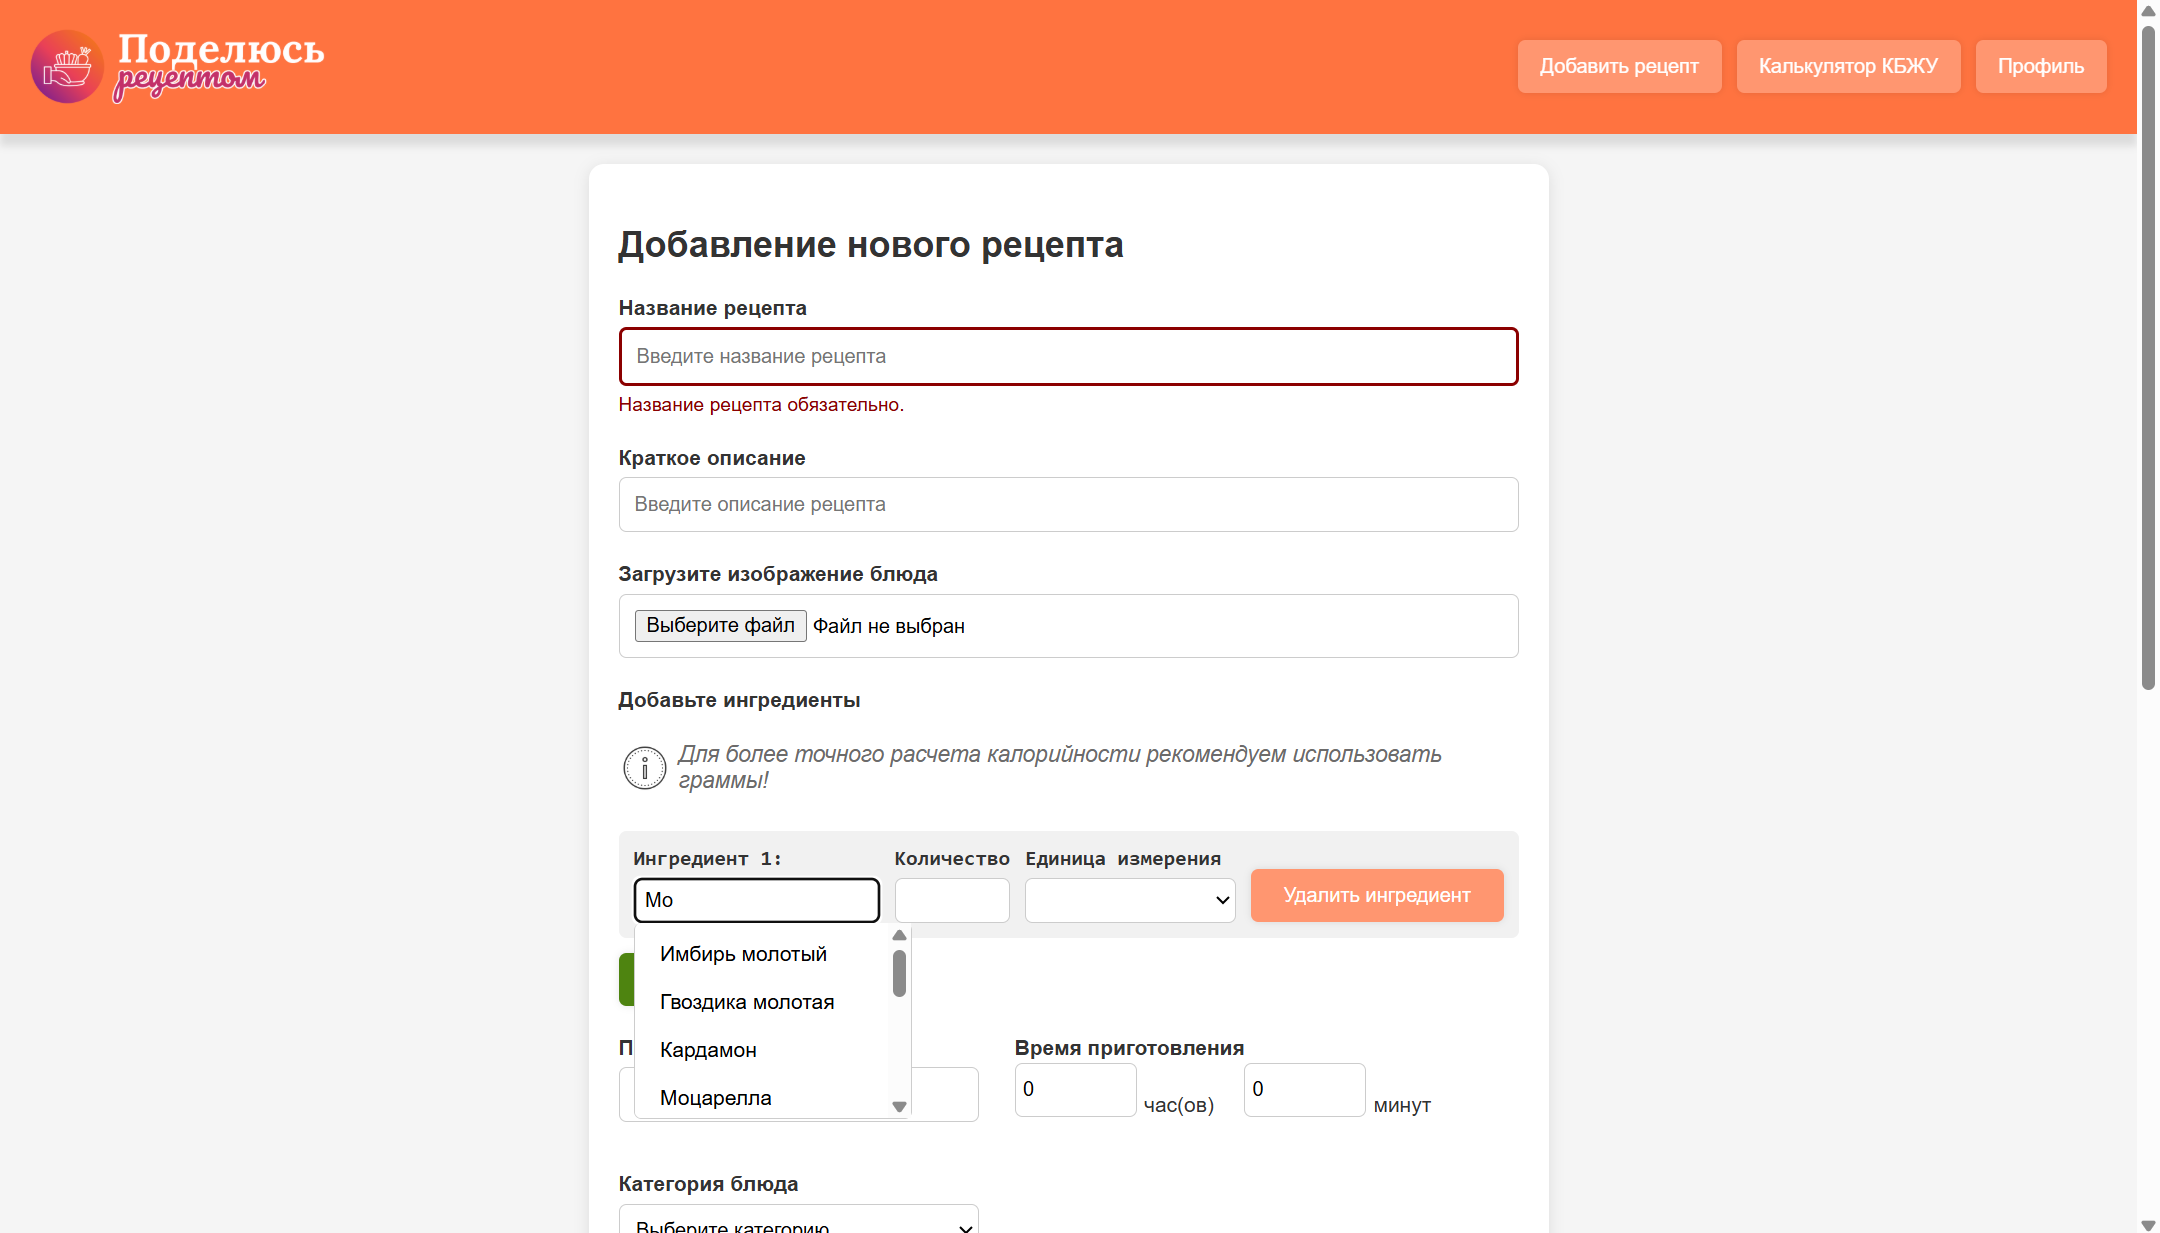 Поделюсь
рецептом
Добавить рецепт
Калькулятор КБЖУ
Профиль
Добавление нового рецепта
Название рецепта
Введите название рецепта
Название рецепта обязательно.
Краткое описание
Введите описание рецепта
Загрузите изображение блюда
Выберите файл Файл не выбран
Добавьте ингредиенты
Для более точного расчета калорийности рекомендуем использовать
граммы!
Ингредиент 1: Количество Единица измерения
Мо
Удалить ингредиент
Имбирь молотый
Гвоздика молотая
Кардамон
Моцарелла
П
Время приготовления
0 час(ов) 0 минут
Категория блюда
Выберите категорию